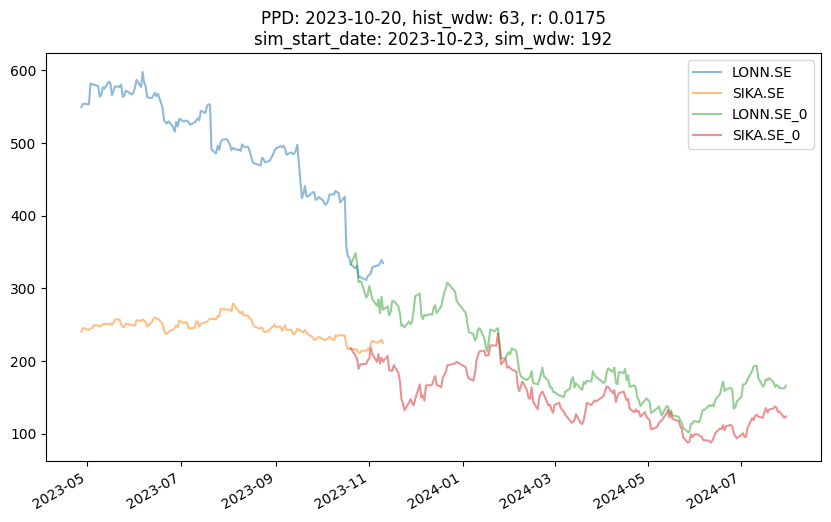 PPD: 2023-10-20, hist_wdw: 63, r: 0.0175
sim_start_date: 2023-10-23, sim_wdw: 192
LONN.SE
SIKA.SE
LONN.SE_0
SIKA.SE_0
600
500
400
300
200
100
2023-05
2023-07
2023-09
2023-11
2024-01
2024-03
2024-05
2024-07